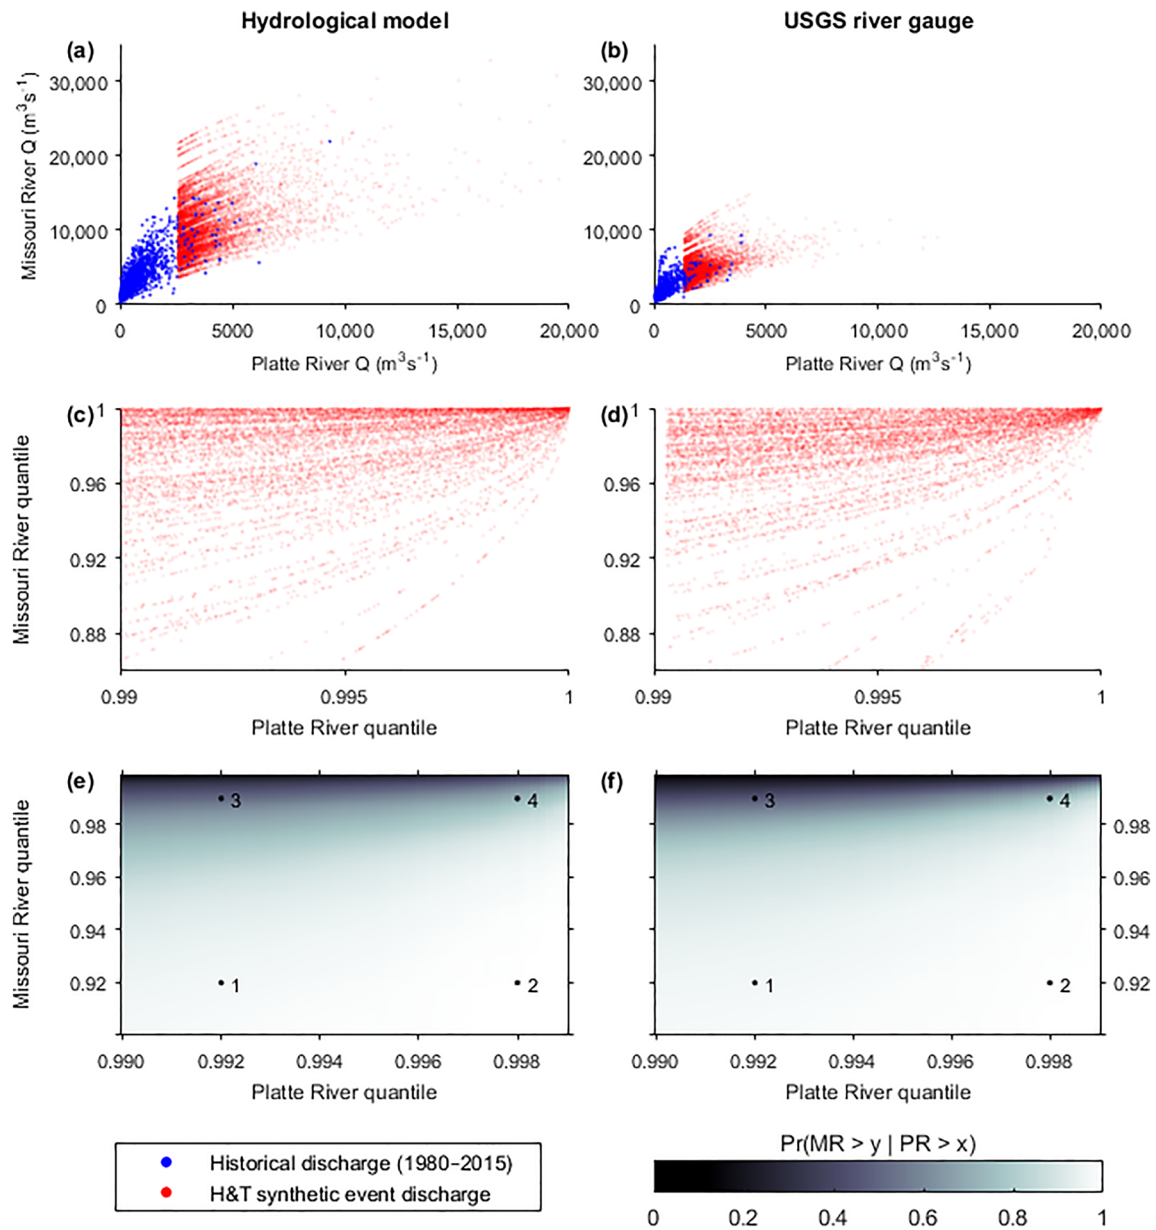 Hydrological model
USGS river gauge
(a)
(b)
Missouri River Q (m³s⁻¹)
30,000
20,000
10,000
0
30,000
20,000
10,000
0
0 5000 10,000 15,000 20,000
0 5000 10,000 15,000 20,000
Platte River Q (m³s⁻¹)
Platte River Q (m³s⁻¹)
(c)
(d)
Missouri River quantile
1
0.96
0.92
0.88
1
0.96
0.92
0.88
0.99 0.995 1
0.99 0.995 1
Platte River quantile
Platte River quantile
(e)
(f)
Missouri River quantile
0.98
0.96
0.94
0.92
3
4
1
2
3
4
1
2
0.98
0.96
0.94
0.92
0.990 0.992 0.994 0.996 0.998
0.990 0.992 0.994 0.996 0.998
Platte River quantile
Platte River quantile
Historical discharge (1980–2015)
H&T synthetic event discharge
Pr(MR > y | PR > x)
0 0.2 0.4 0.6 0.8 1